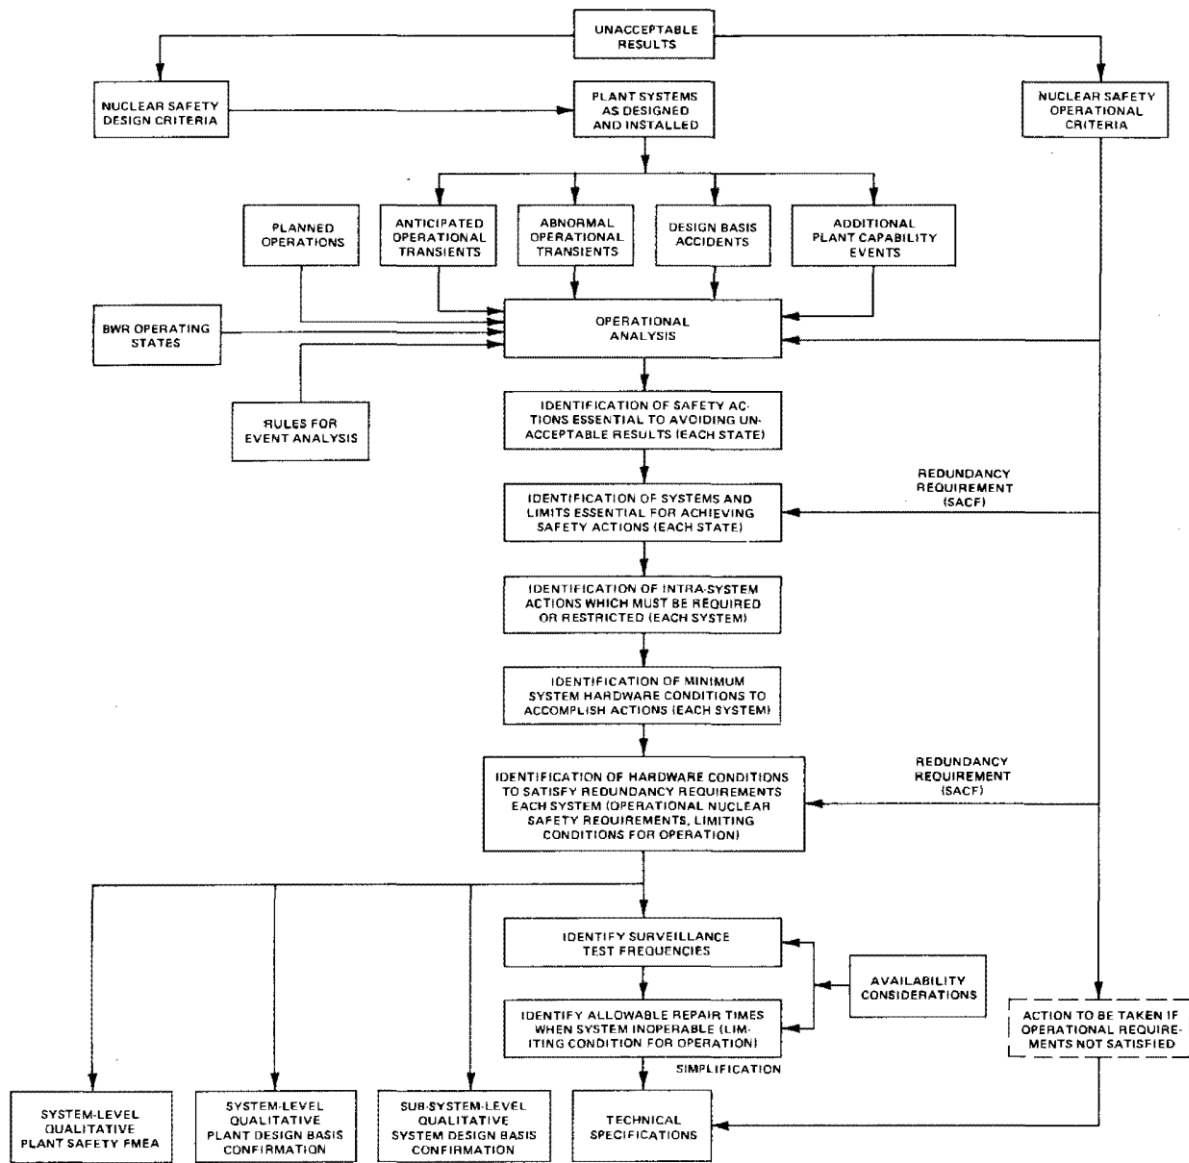 UNACCEPTABLE
RESULTS
NUCLEAR SAFETY
DESIGN CRITERIA
PLANT SYSTEMS
AS DESIGNED
AND INSTALLED
NUCLEAR SAFETY
OPERATIONAL
CRITERIA
PLANNED
OPERATIONS
ANTICIPATED
OPERATIONAL
TRANSIENTS
ABNORMAL
OPERATIONAL
TRANSIENTS
DESIGN BASIS
ACCIDENTS
ADDITIONAL
PLANT CAPABILITY
EVENTS
BWR OPERATING
STATES
OPERATIONAL
ANALYSIS
RULES FOR
EVENT ANALYSIS
IDENTIFICATION OF SAFETY AC-
TIONS ESSENTIAL TO AVOIDING UN-
ACCEPTABLE RESULTS (EACH STATE)
REDUNDANCY
REQUIREMENT
(SACF)
IDENTIFICATION OF SYSTEMS AND
LIMITS ESSENTIAL FOR ACHIEVING
SAFETY ACTIONS (EACH STATE)
IDENTIFICATION OF INTRA-SYSTEM
ACTIONS WHICH MUST BE REQUIRED
OR RESTRICTED (EACH SYSTEM)
IDENTIFICATION OF MINIMUM
SYSTEM HARDWARE CONDITIONS TO
ACCOMPLISH ACTIONS (EACH SYSTEM)
IDENTIFICATION OF HARDWARE CONDITIONS
TO SATISFY REDUNDANCY REQUIREMENTS
EACH SYSTEM (OPERATIONAL NUCLEAR
SAFETY REQUIREMENTS, LIMITING
CONDITIONS FOR OPERATION)
REDUNDANCY
REQUIREMENT
(SACF)
IDENTIFY SURVEILLANCE
TEST FREQUENCIES
AVAILABILITY
CONSIDERATIONS
IDENTIFY ALLOWABLE REPAIR TIMES
WHEN SYSTEM INOPERABLE (LIM-
ITING CONDITION FOR OPERATION)
ACTION TO BE TAKEN IF
OPERATIONAL REQUIRE-
MENTS NOT SATISFIED
SIMPLIFICATION
SYSTEM-LEVEL
QUALITATIVE
PLANT SAFETY FMEA
SYSTEM-LEVEL
QUALITATIVE
PLANT DESIGN BASIS
CONFIRMATION
SUB-SYSTEM-LEVEL
QUALITATIVE
SYSTEM DESIGN BASIS
CONFIRMATION
TECHNICAL
SPECIFICATIONS